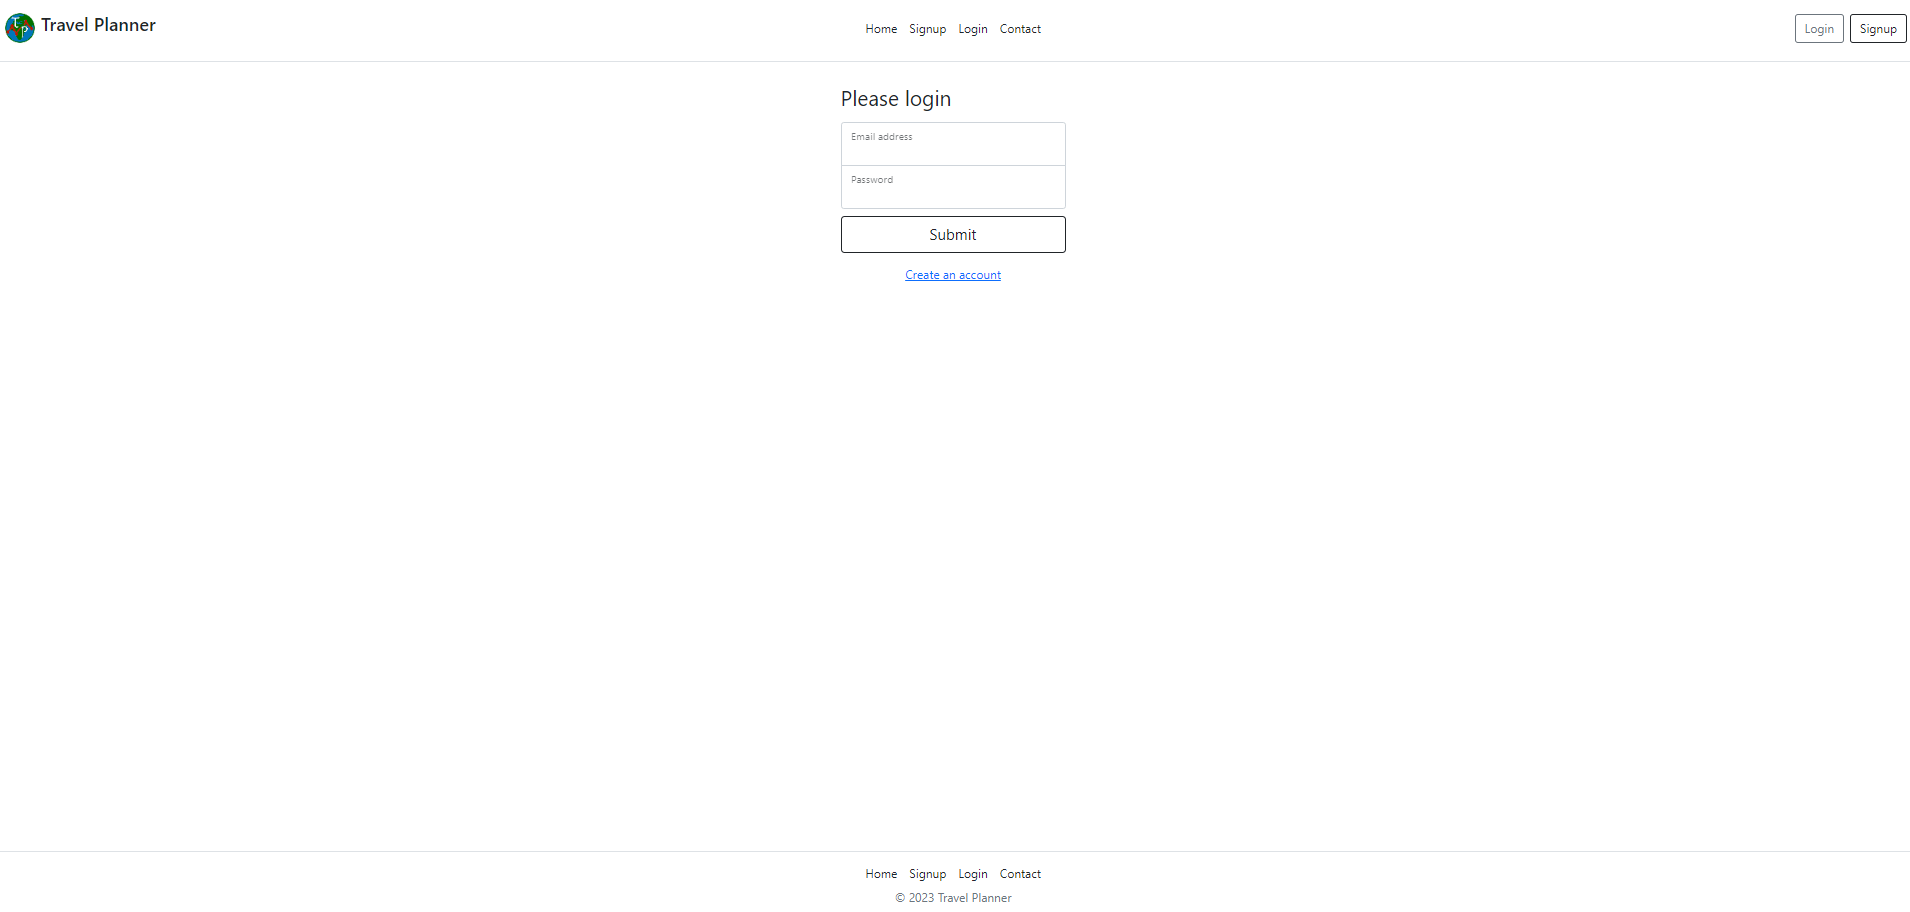 TP Travel Planner
Home Signup Login Contact
Login Signup
Please login
Email address
Password
Submit
Create an account
Home Signup Login Contact
© 2023 Travel Planner